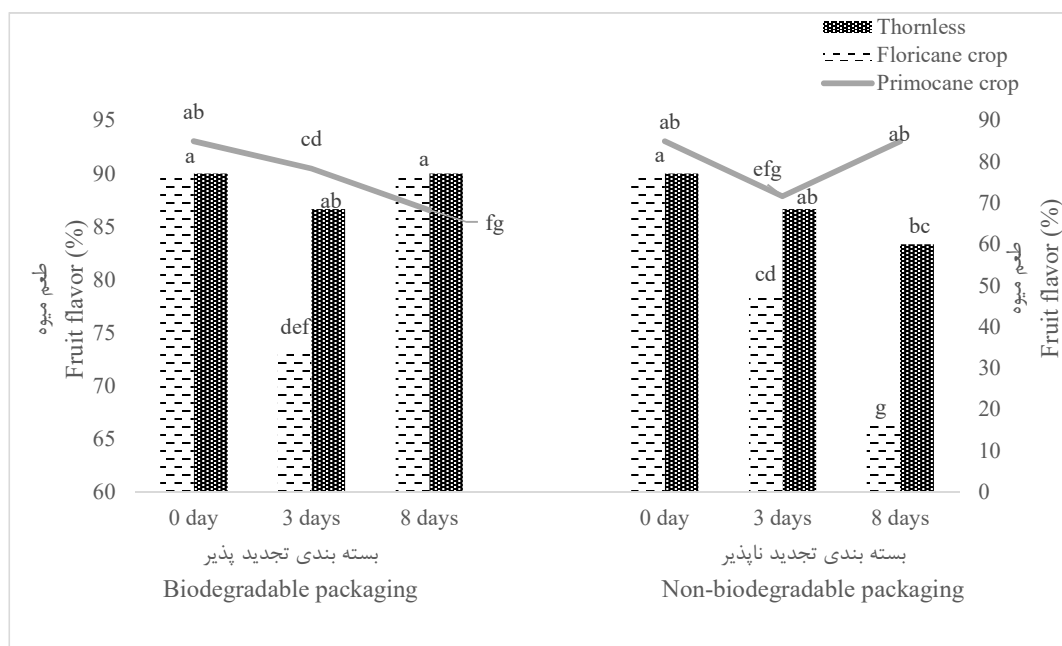 Thornless
Floricane crop
Primocane crop
95
90
85
80
75
70
65
60
طعم میوه
Fruit flavor (%)
90
80
70
60
50
40
30
20
10
0
طعم میوه
Fruit flavor (%)
ab
a
cd
def
ab
a
fg
ab
a
efg
cd
ab
ab
g
bc
0 day 3 days 8 days
0 day 3 days 8 days
بسته بندی تجدید پذیر
Biodegradable packaging
بسته بندی تجدید ناپذیر
Non-biodegradable packaging